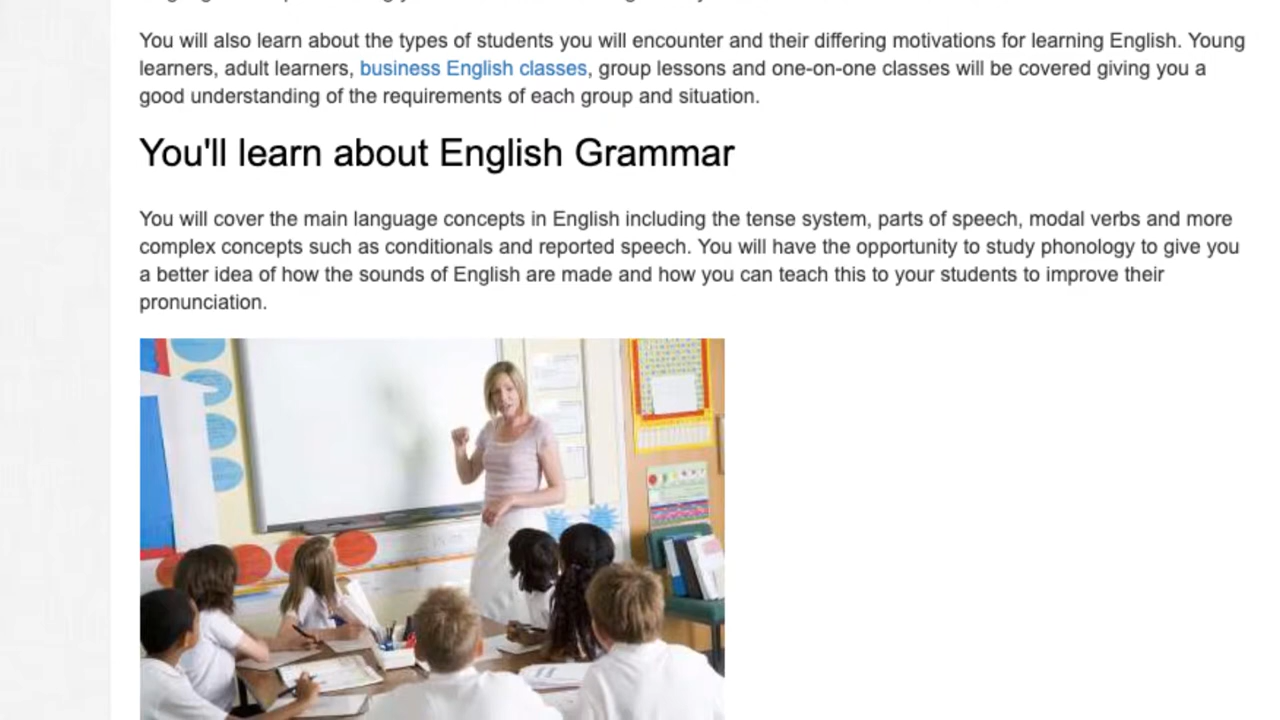 You will also learn about the types of students you will encounter and their differing motivations for learning English. Young
learners, adult learners, business English classes, group lessons and one-on-one classes will be covered giving you a
good understanding of the requirements of each group and situation.
You'll learn about English Grammar
You will cover the main language concepts in English including the tense system, parts of speech, modal verbs and more
complex concepts such as conditionals and reported speech. You will have the opportunity to study phonology to give you
a better idea of how the sounds of English are made and how you can teach this to your students to improve their
pronunciation.